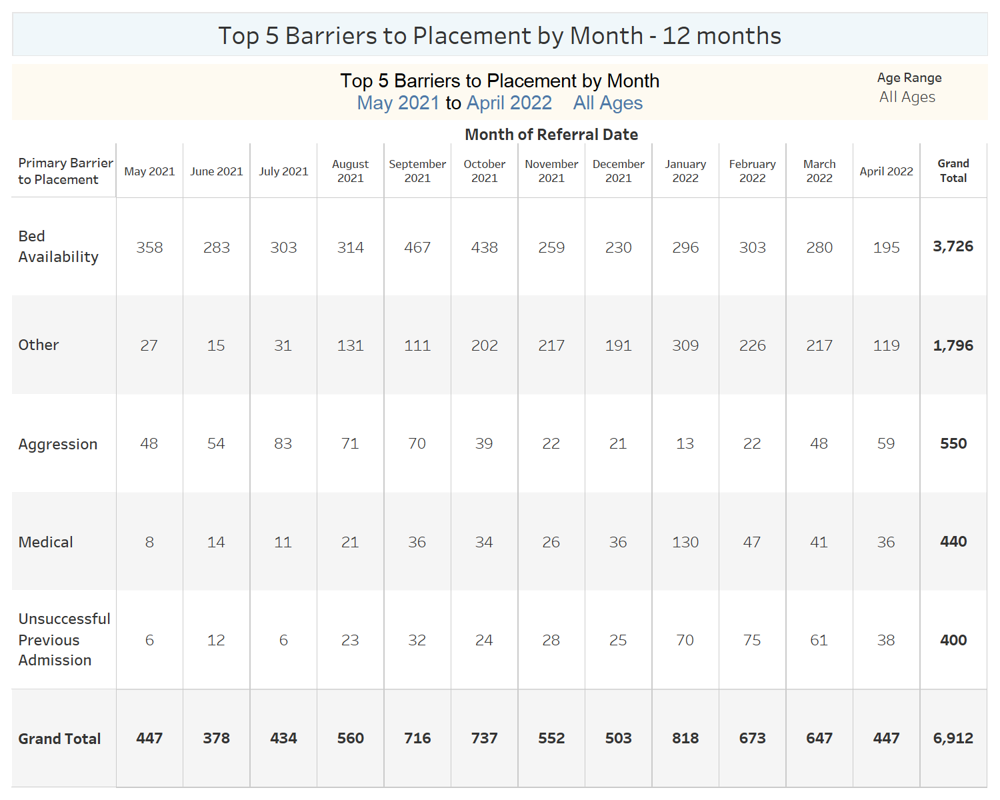 Top 5 Barriers to Placement by Month - 12 months
Top 5 Barriers to Placement by Month
May 2021 to April 2022 All Ages
Age Range
All Ages
Month of Referral Date
Primary Barrier
to Placement
May 2021
June 2021
July 2021
August
2021
September
2021
October
2021
November
2021
December
2021
January
2022
February
2022
March
2022
April 2022
Grand
Total
Bed
Availability
358 283 303 314 467 438 259 230 296 303 280 195 3,726
Other 27 15 31 131 111 202 217 191 309 226 217 119 1,796
Aggression 48 54 83 71 70 39 22 21 13 22 48 59 550
Medical 8 14 11 21 36 34 26 36 130 47 41 36 440
Unsuccessful
Previous
Admission
6 12 6 23 32 24 28 25 70 75 61 38 400
Grand Total 447 378 434 560 716 737 552 503 818 673 647 447 6,912